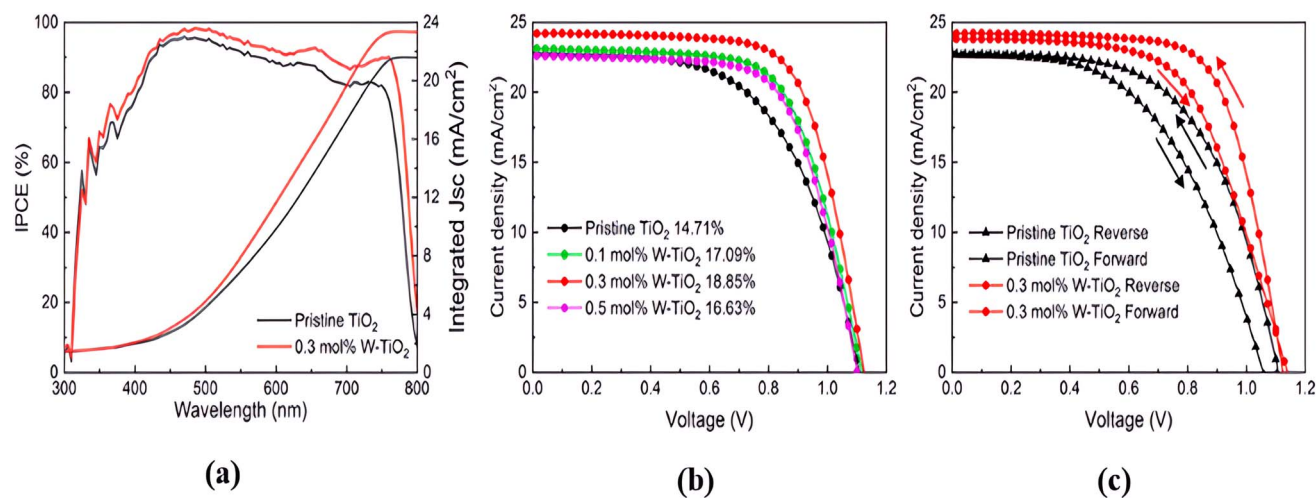 100
80
60
40
20
0
IPCE (%)
24
20
16
12
8
4
0
Integrated Jsc (mA/cm²)
300 400 500 600 700 800
Wavelength (nm)
Pristine TiO₂
0.3 mol% W-TiO₂
(a)
25
20
15
10
5
0
Current density (mA/cm²)
0.0 0.2 0.4 0.6 0.8 1.0 1.2
Voltage (V)
Pristine TiO₂ 14.71%
0.1 mol% W-TiO₂ 17.09%
0.3 mol% W-TiO₂ 18.85%
0.5 mol% W-TiO₂ 16.63%
(b)
25
20
15
10
5
0
Current density (mA/cm²)
0.0 0.2 0.4 0.6 0.8 1.0 1.2
Voltage (V)
Pristine TiO₂ Reverse
Pristine TiO₂ Forward
0.3 mol% W-TiO₂ Reverse
0.3 mol% W-TiO₂ Forward
(c)